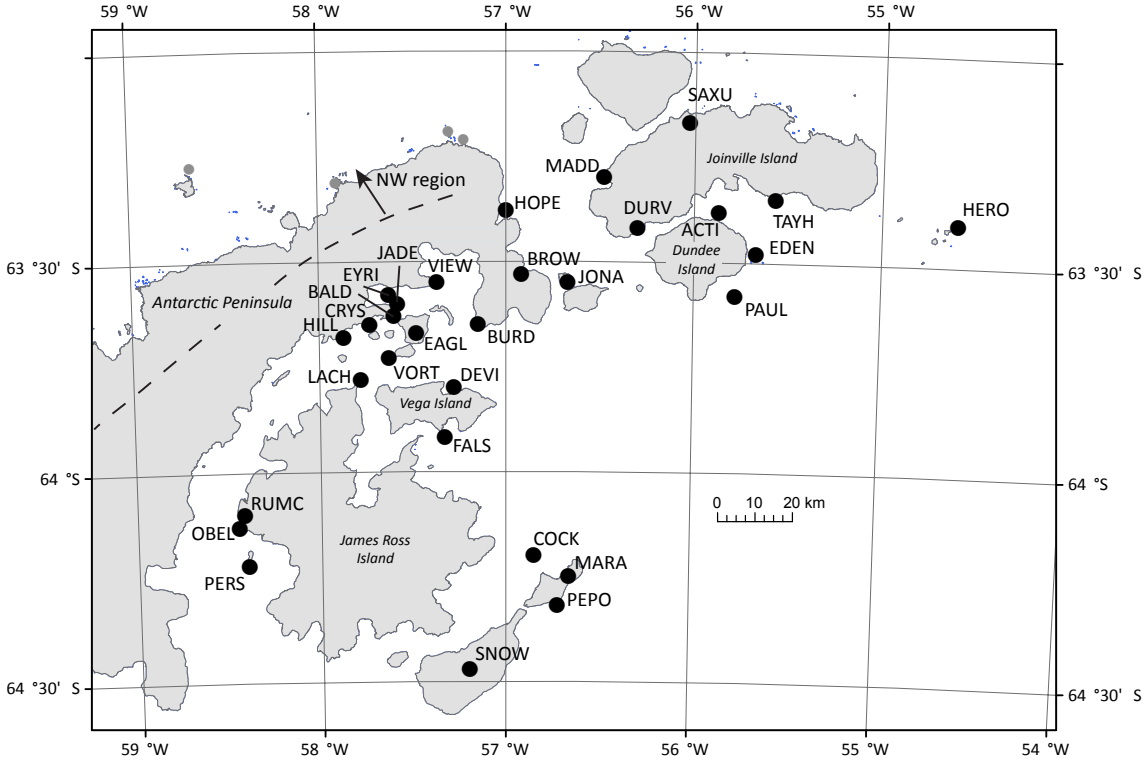 59 °W 58 °W 57 °W 56 °W 55 °W
SAXU
Joinville Island
MADD
NW region
HOPE
DURV
ACTI
TAYH
HERO
JADE
Dundee
Island
EDEN
VIEW
BROW
63 °30' S
63 °30' S
EYRI
JONA
BALD
Antarctic Peninsula
CRYS
PAUL
HILL
EAGL
BURD
LACH
VORT
DEVI
Vega Island
FALS
64 °S
64 °S
0 10 20 km
RUMC
OBEL
James Ross
Island
COCK
MARA
PERS
PEPO
SNOW
64 °30' S
64 °30' S
59 °W 58 °W 57 °W 56 °W 55 °W 54 °W